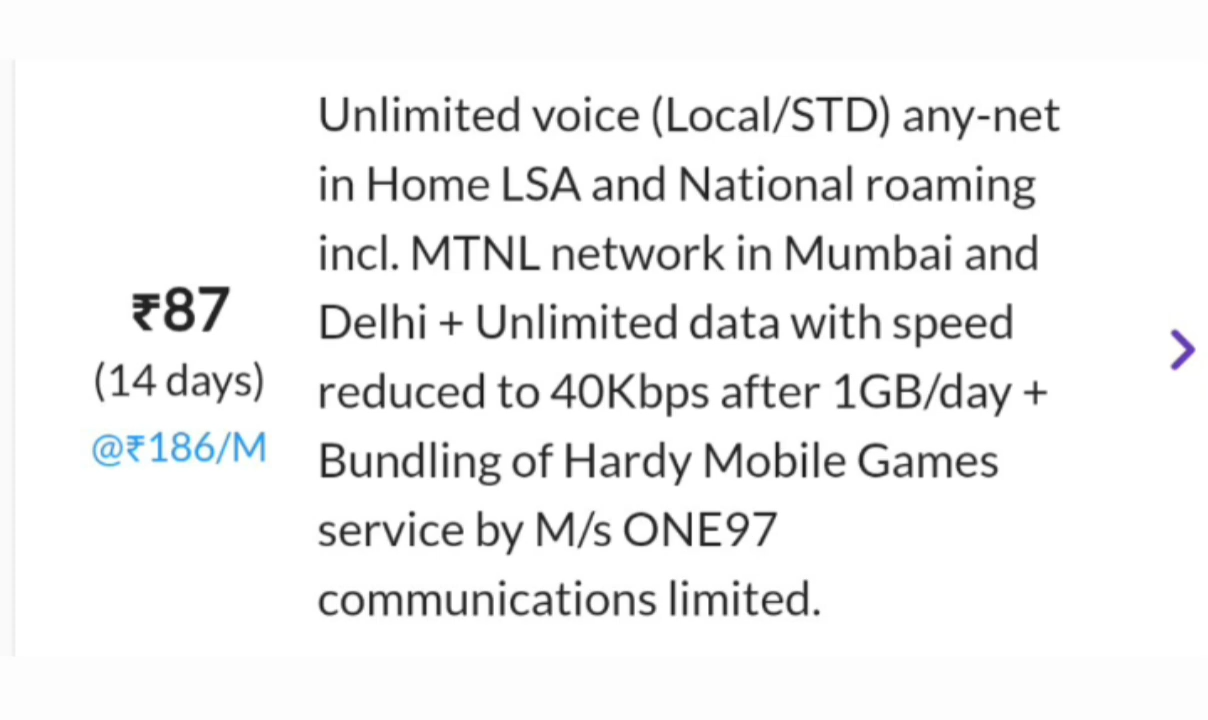 ₹87
(14 days)
@₹186/M
Unlimited voice (Local/STD) any-net
in Home LSA and National roaming
incl. MTNL network in Mumbai and
Delhi + Unlimited data with speed
reduced to 40Kbps after 1GB/day +
Bundling of Hardy Mobile Games
service by M/s ONE97
communications limited.